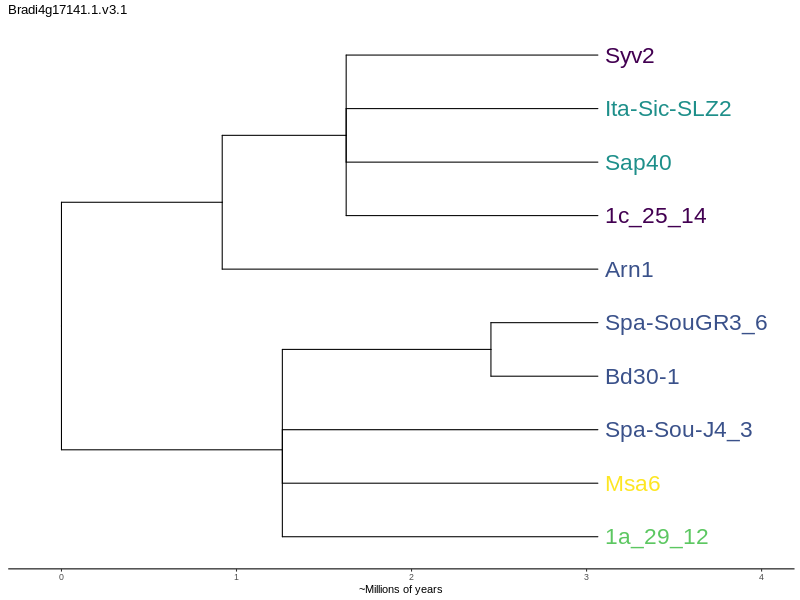 Bradi4g17141.1.v3.1
Syv2
Ita-Sic-SLZ2
Sap40
1c_25_14
Arn1
Spa-SouGR3_6
Bd30-1
Spa-Sou-J4_3
Msa6
1a_29_12
0 1 2 3 4
~Millions of years